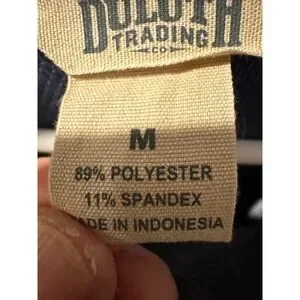 DULUTH
TRADING
CO
M
89% POLYESTER
11% SPANDEX
MADE IN INDONESIA